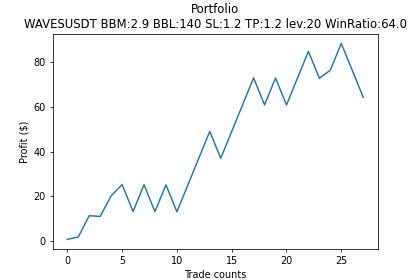 Portfolio
WAVESUSDT BBM:2.9 BBL:140 SL:1.2 TP:1.2 lev:20 WinRatio:64.0
80
60
40
20
0
Profit ($)
0 5 10 15 20 25
Trade counts